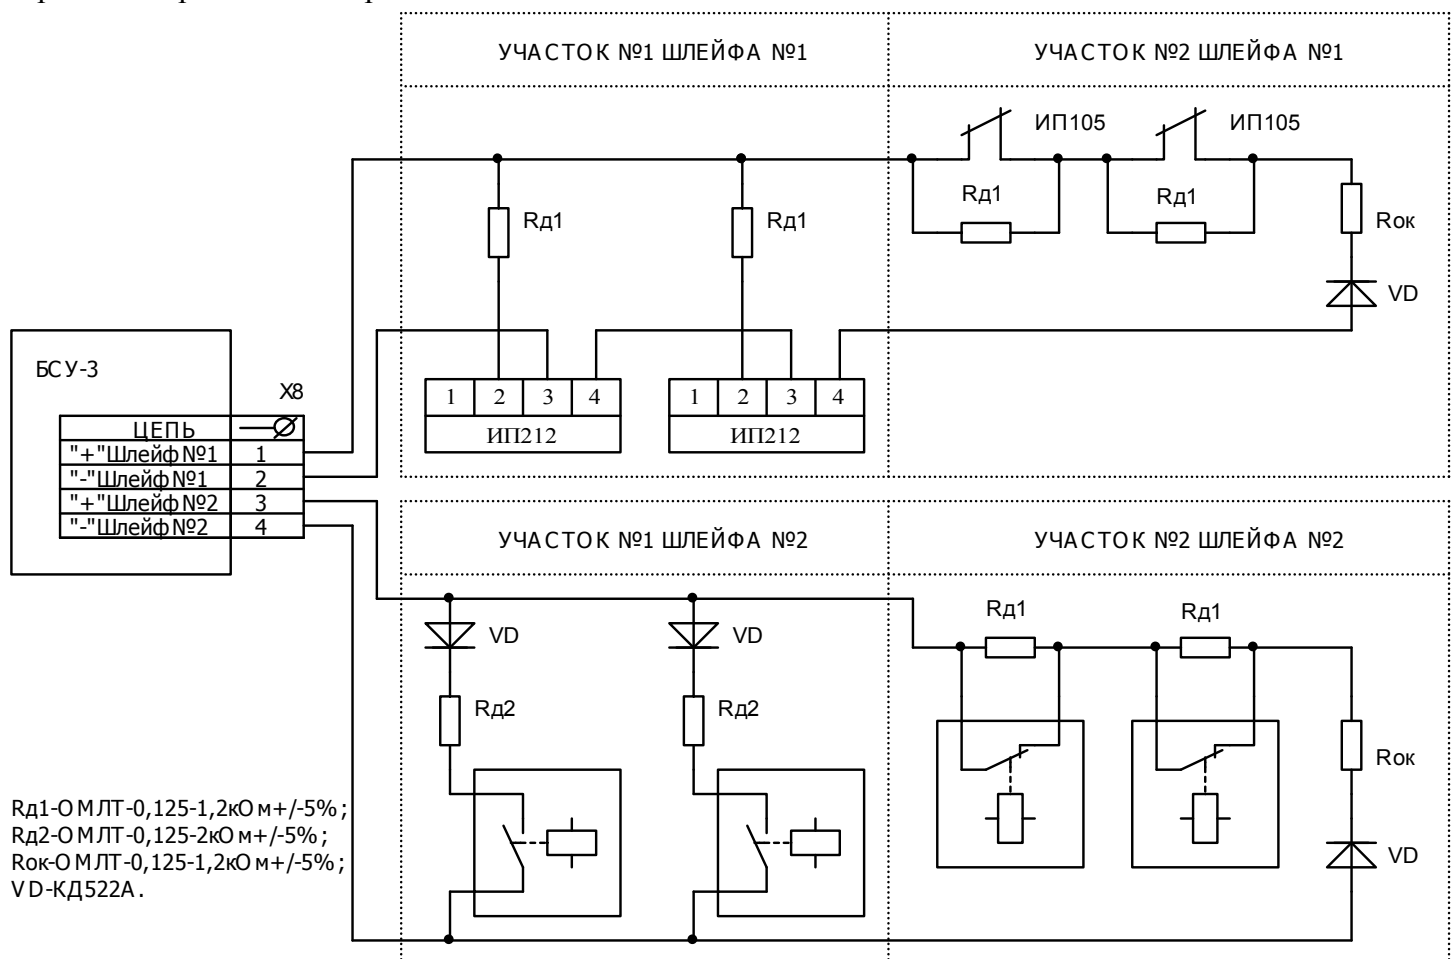 УЧАСТОК №1 ШЛЕЙФА №1
УЧАСТОК №2 ШЛЕЙФА №1
ИП105
ИП105
Rд1
Rд1
Rд1
Rд1
Rок
VD
БСУ-3
X8
ЦЕПЬ
"+"Шлейф№1 1
"-"Шлейф№1 2
"+"Шлейф№2 3
"-"Шлейф№2 4
1 2 3 4
ИП212
1 2 3 4
ИП212
УЧАСТОК №1 ШЛЕЙФА №2
УЧАСТОК №2 ШЛЕЙФА №2
VD
VD
Rд1
Rд1
Rд2
Rд2
Rок
VD
Rд1-ОМЛТ-0,125-1,2кОм+/-5%;
Rд2-ОМЛТ-0,125-2кОм+/-5%;
Rок-ОМЛТ-0,125-1,2кОм+/-5%;
VD-КД522А.